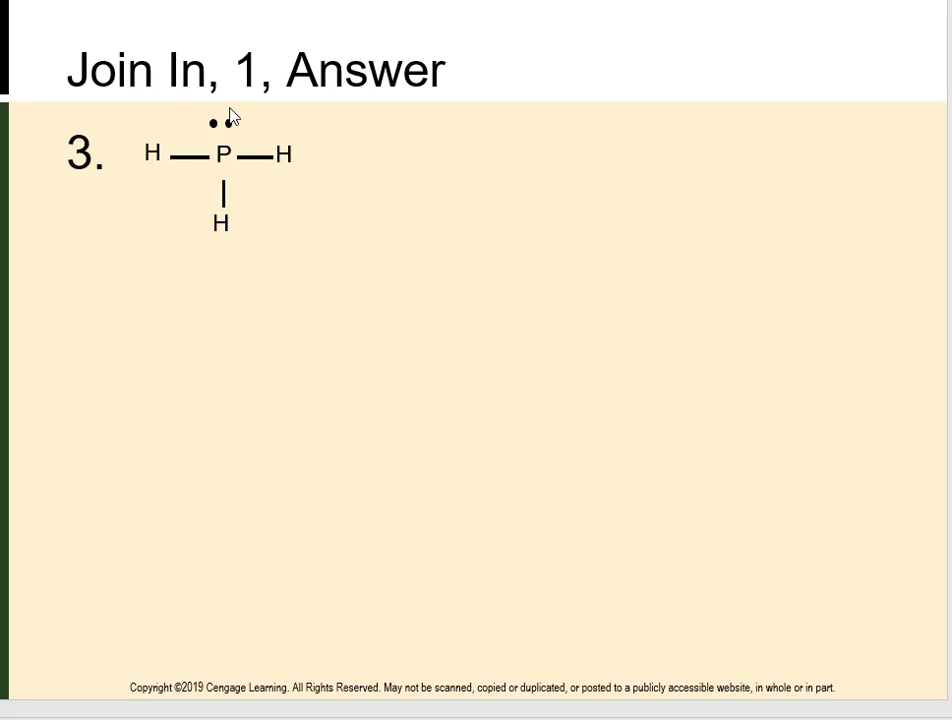 Join In, 1, Answer
3. H P H
H
Copyright ©2019 Cengage Learning. All Rights Reserved. May not be scanned, copied or duplicated, or posted to a publicly accessible website, in whole or in part.